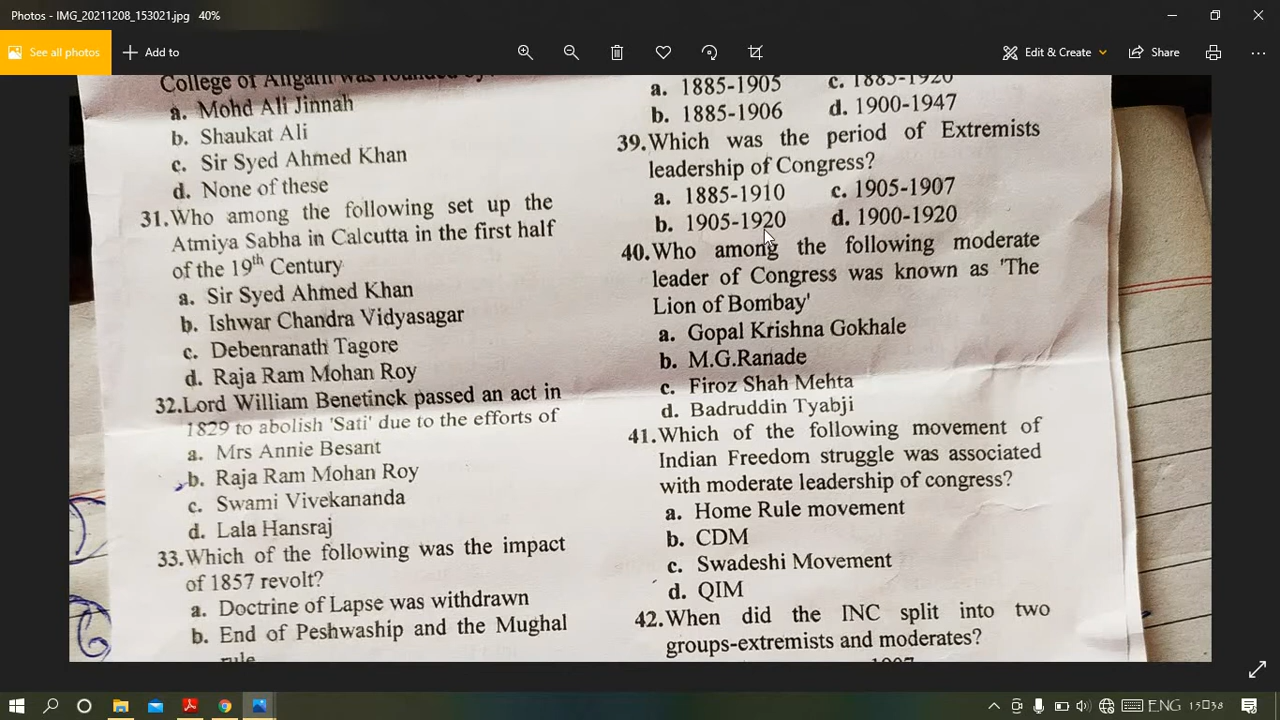 Photos - IMG_20211208_153021.jpg 40%
See all photos
Add to
Edit & Create
Share
College of Aligarh was founded by?
a. Mohd Ali Jinnah
b. Shaukat Ali
c. Sir Syed Ahmed Khan
d. None of these
31. Who among the following set up the
Atmiya Sabha in Calcutta in the first half
of the 19th Century
a. Sir Syed Ahmed Khan
b. Ishwar Chandra Vidyasagar
c. Debenranath Tagore
d. Raja Ram Mohan Roy
32. Lord William Benetinck passed an act in
1829 to abolish 'Sati' due to the efforts of
a. Mrs Annie Besant
b. Raja Ram Mohan Roy
c. Swami Vivekananda
d. Lala Hansraj
33. Which of the following was the impact
of 1857 revolt?
a. Doctrine of Lapse was withdrawn
b. End of Peshwaship and the Mughal
rule
a. 1885-1905 c. 1885-1920
b. 1885-1906 d. 1900-1947
39. Which was the period of Extremists
leadership of Congress?
a. 1885-1910 c. 1905-1907
b. 1905-1920 d. 1900-1920
40. Who among the following moderate
leader of Congress was known as 'The
Lion of Bombay'
a. Gopal Krishna Gokhale
b. M.G.Ranade
c. Firoz Shah Mehta
d. Badruddin Tyabji
41. Which of the following movement of
Indian Freedom struggle was associated
with moderate leadership of congress?
a. Home Rule movement
b. CDM
c. Swadeshi Movement
d. QIM
42. When did the INC split into two
groups-extremists and moderates?
1907
ENG 15:38